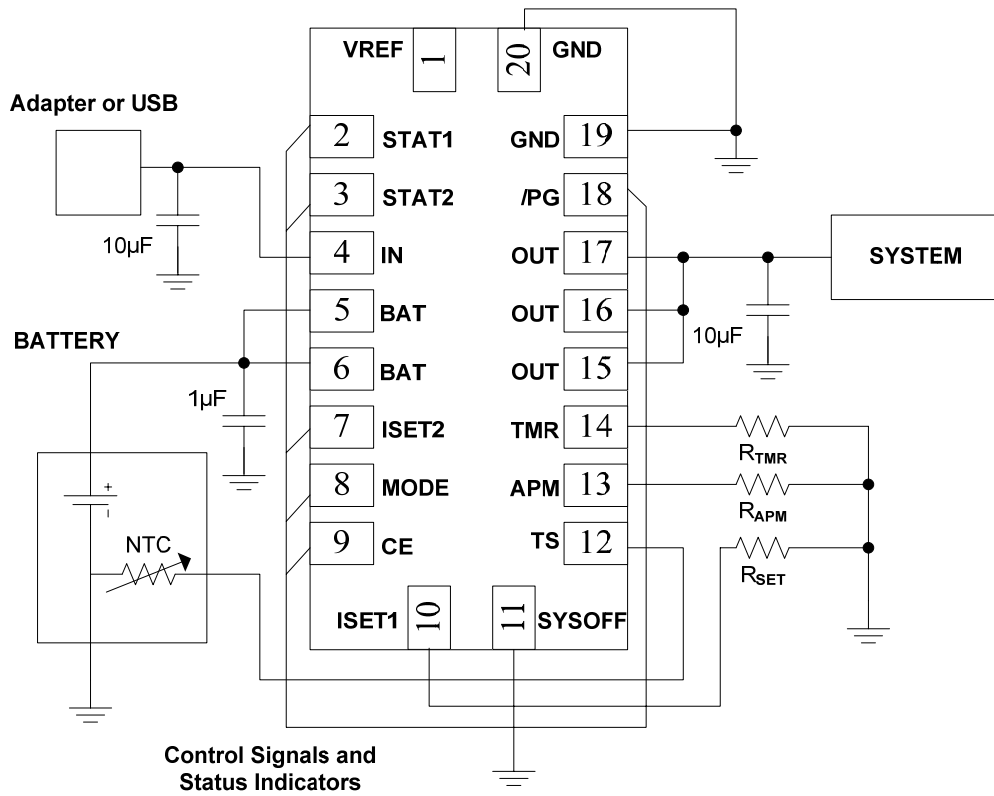 VREF
1
20
GND
Adapter or USB
2
STAT1
GND
19
3
STAT2
/PG
18
10µF
4
IN
OUT
17
SYSTEM
5
BAT
OUT
16
10µF
BATTERY
6
BAT
OUT
15
1µF
7
ISET2
TMR
14
RTMR
+
–
8
MODE
APM
13
RAPM
NTC
9
CE
TS
12
RSET
ISET1
10
11
SYSOFF
Control Signals and
Status Indicators